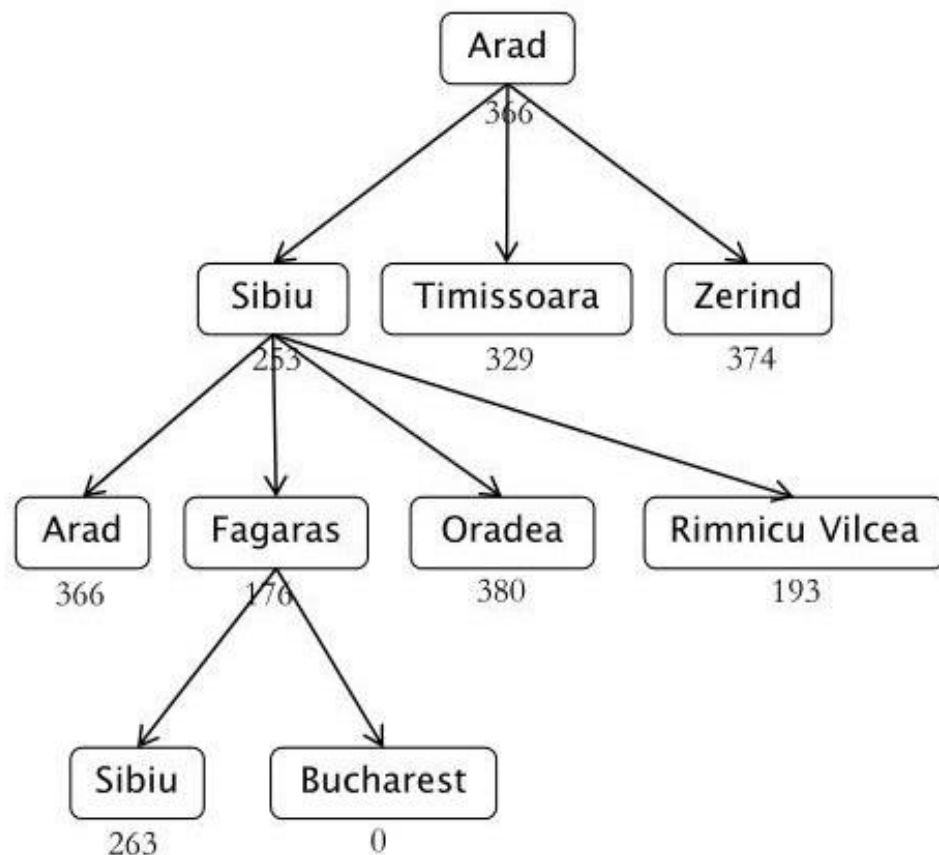 Arad
366
Sibiu Timissoara Zerind
253 329 374
Arad Fagaras Oradea Rimnicu Vilcea
366 176 380 193
Sibiu Bucharest
263 0